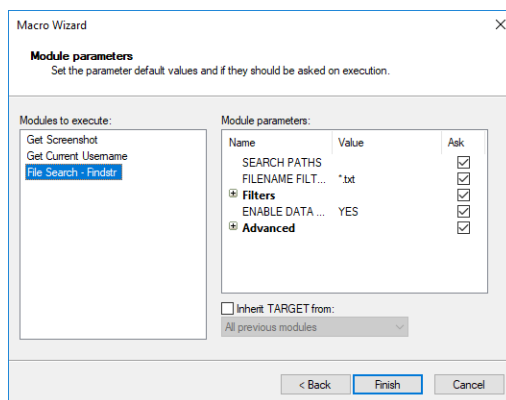 Macro Wizard
Module parameters
Set the parameter default values and if they should be asked on execution.
Modules to execute:
Get Screenshot
Get Current Username
File Search - Findstr
Module parameters:
Name Value Ask
SEARCH PATHS
FILENAME FILT... *.txt
Filters
ENABLE DATA ... YES
Advanced
Inherit TARGET from:
All previous modules
< Back Finish Cancel